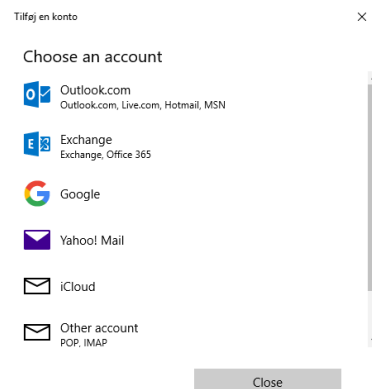 Tilføj en konto
Choose an account
Outlook.com
Outlook.com, Live.com, Hotmail, MSN
Exchange
Exchange, Office 365
Google
Yahoo! Mail
iCloud
Other account
POP, IMAP
Close